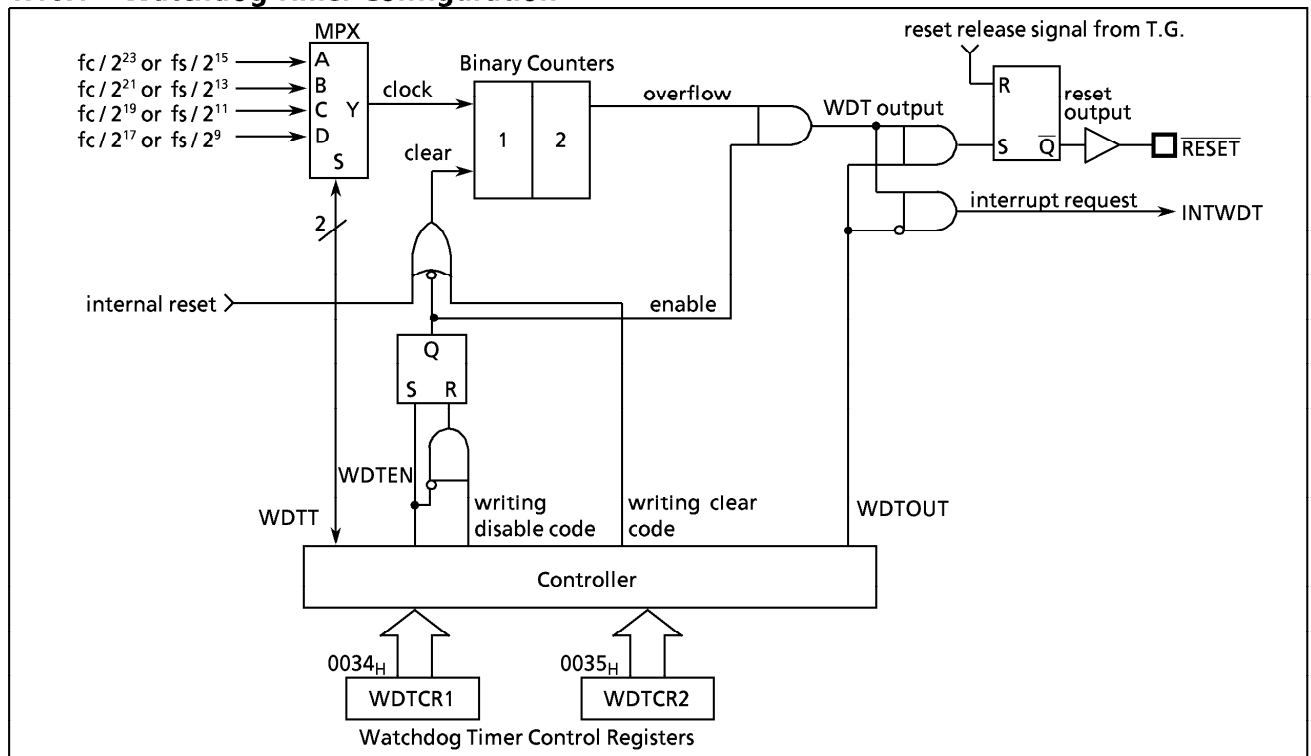 MPX
reset release signal from T.G.
fc / 2²³ or fs / 2¹⁵
A
fc / 2²¹ or fs / 2¹³
B
fc / 2¹⁹ or fs / 2¹¹
C
Y
fc / 2¹⁷ or fs / 2⁹
D
S
clock
clear
Binary Counters
1
2
overflow
WDT output
R
S
Q̅
reset
output
R̅E̅S̅E̅T̅
interrupt request
INTWDT
2
internal reset
enable
Q
S R
WDTEN
WDTT
writing
disable code
writing clear
code
WDTOUT
Controller
0034H
0035H
WDTCR1
WDTCR2
Watchdog Timer Control Registers